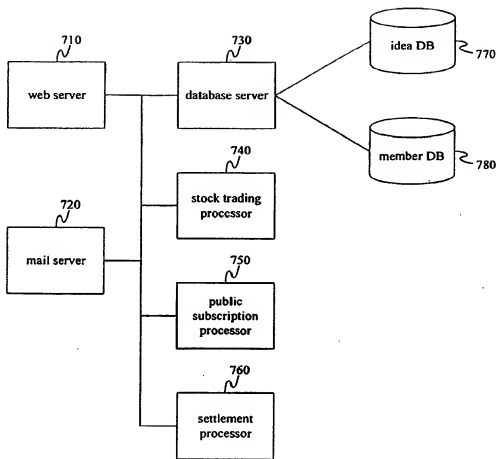 710
web server
730
database server
idea DB
770
member DB
780
740
stock trading
processor
720
mail server
750
public
subscription
processor
760
settlement
processor